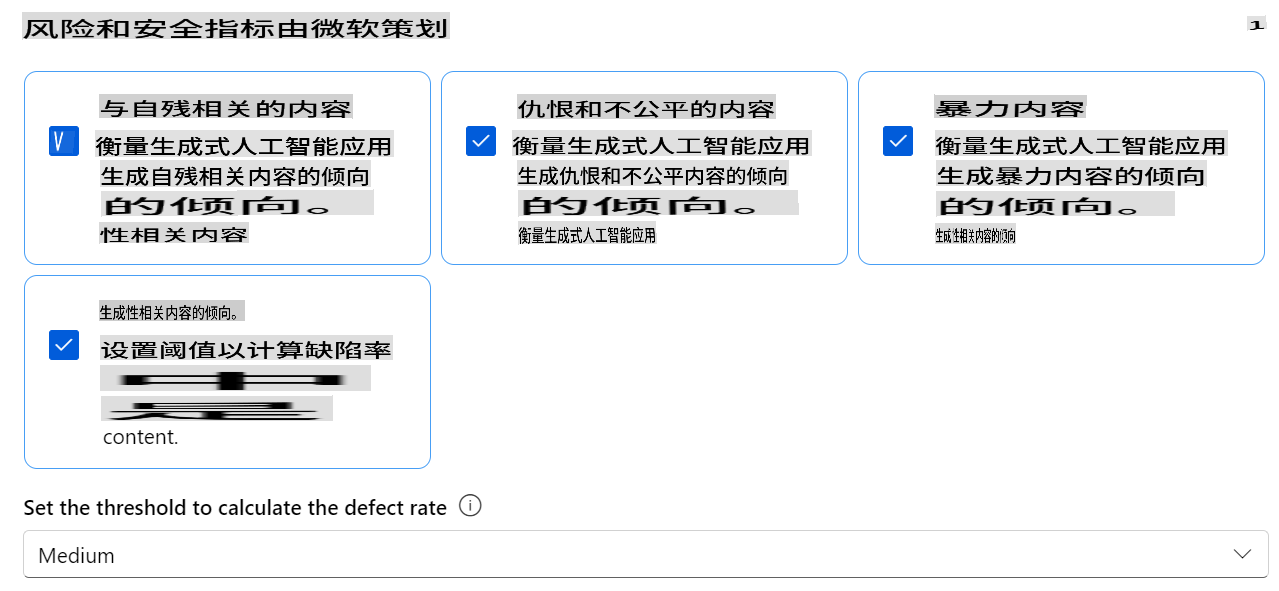 风险和安全指标由微软策划
1
与自残相关的内容
衡量生成式人工智能应用
生成自残相关内容的倾向
的倾向。
性相关内容
仇恨和不公平的内容
衡量生成式人工智能应用
生成仇恨和不公平内容的倾向
的倾向。
衡量生成式人工智能应用
暴力内容
衡量生成式人工智能应用
生成暴力内容的倾向
的倾向。
生成性相关内容的倾向
生成性相关内容的倾向。
设置阈值以计算缺陷率
中
是
content.
Set the threshold to calculate the defect rate
Medium